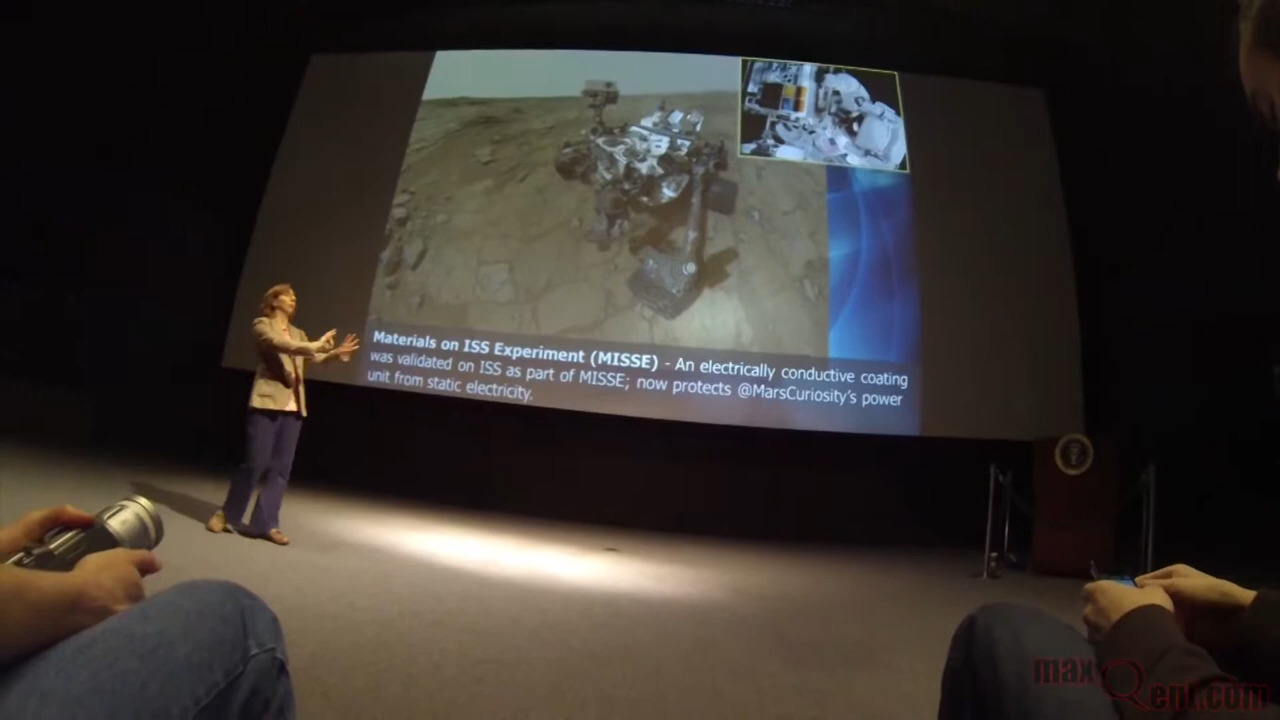 Materials on ISS Experiment (MISSE) - An electrically conductive coating
was validated on ISS as part of MISSE; now protects @MarsCuriosity's power
unit from static electricity.
maxQent.com